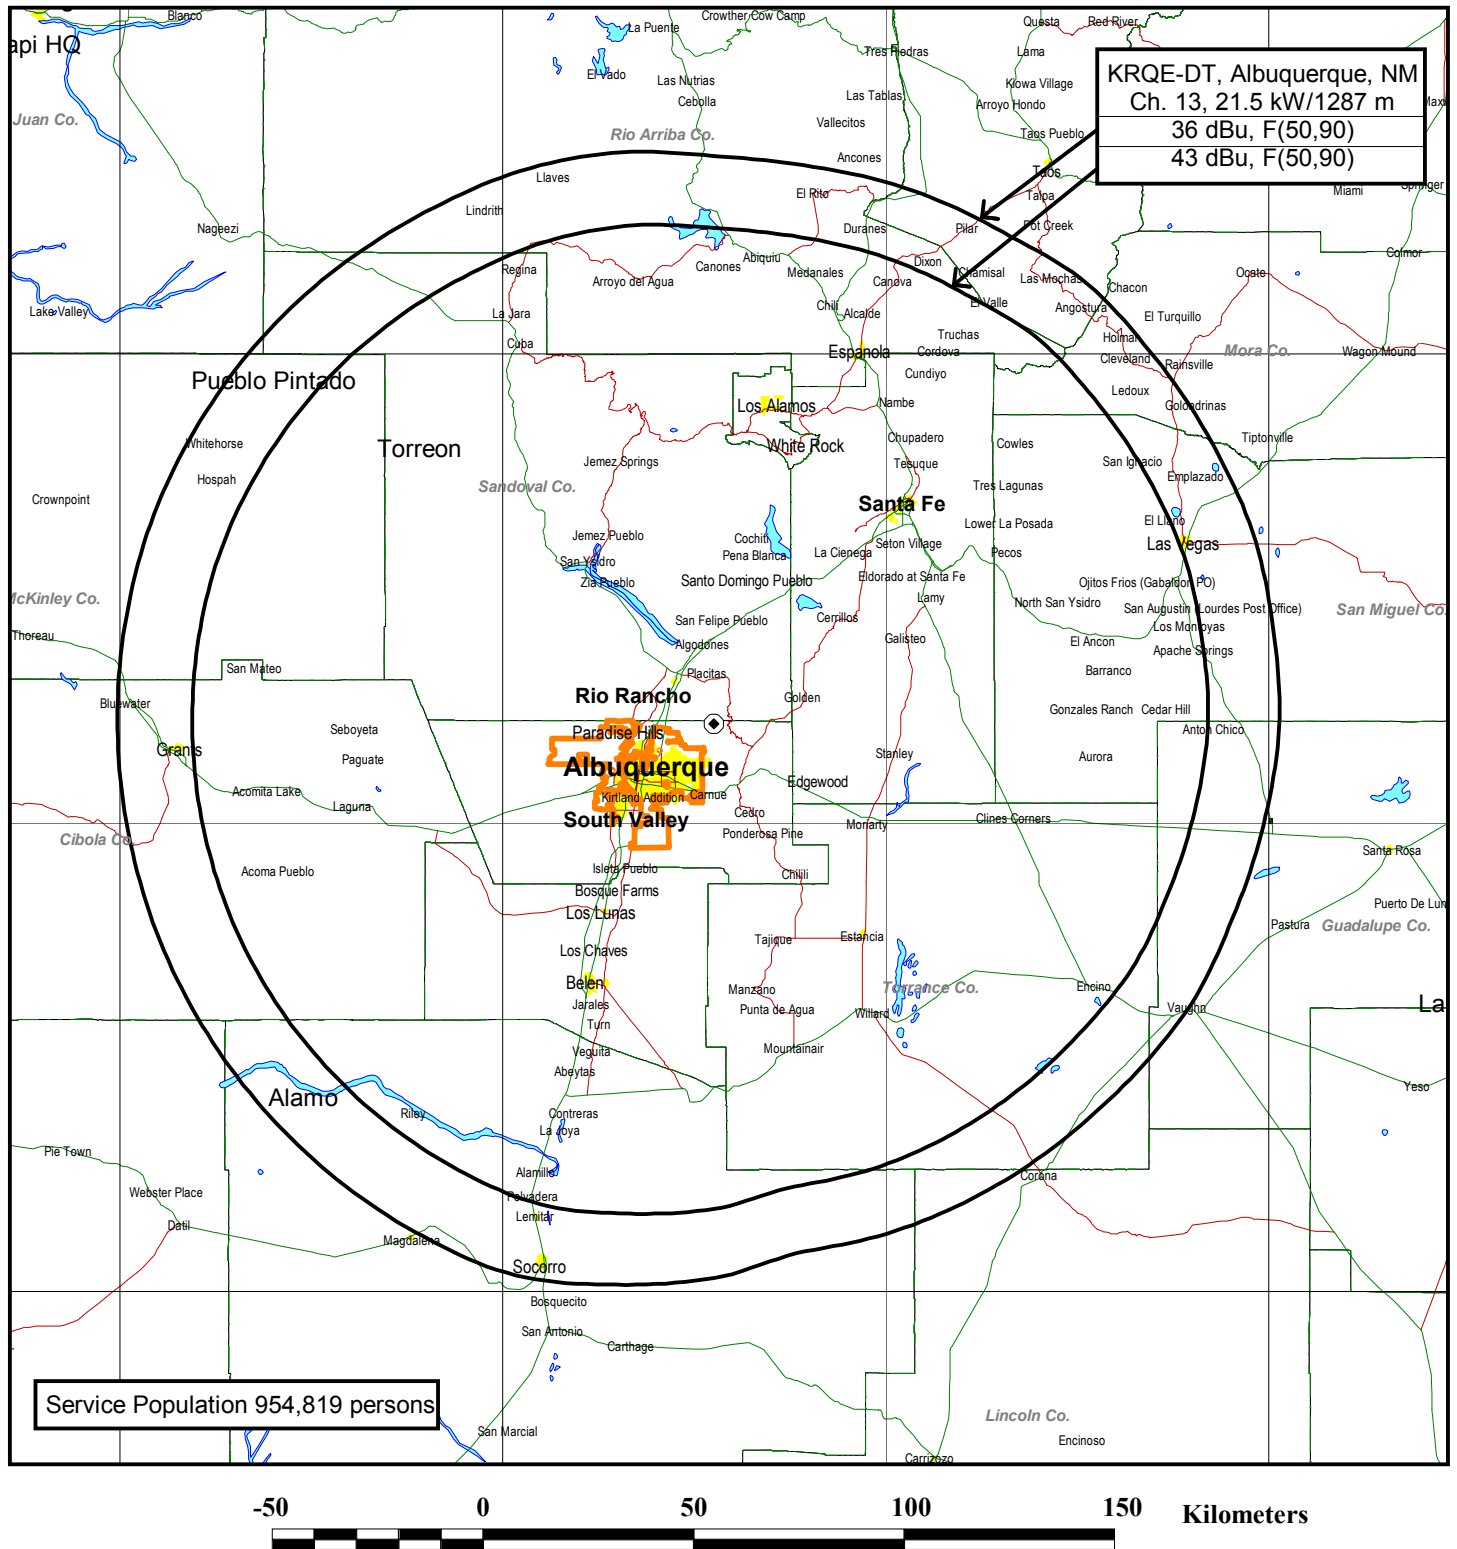 Blanco
Crowther Cow Camp
La Puente
Questa
Red River
api HQ
Tres Piedras
Lama
El Vado
Las Nutrias
Kiowa Village
Cebolla
Las Tablas
Arroyo Hondo
KRQE-DT, Albuquerque, NM
Ch. 13, 21.5 kW/1287 m
36 dBu, F(50,90)
43 dBu, F(50,90)
Max
Juan Co.
Rio Arriba Co.
Vallecitos
Taos Pueblo
Ancones
Taos
Llaves
El Rito
Talpa
Miami
Springer
Lindrith
Nageezi
Duranes
Pilar
Pot Creek
Colmor
Regina
Canones
Abiquiu
Medanales
Dixon
Chamisal
Ocate
Arroyo del Agua
Canova
Las Mochas
Chacon
Lake Valley
La Jara
Chili
Alcalde
El Valle
Angostura
El Turquillo
Cuba
Truchas
Holman
Espanola
Cordova
Cleveland
Rainsville
Mora Co.
Wagon Mound
Pueblo Pintado
Cundiyo
Ledoux
Los Alamos
Nambe
Golondrinas
Whitehorse
Torreon
White Rock
Chupadero
Cowles
Tiptonville
Hospah
Jemez Springs
Tesuque
San Ignacio
Emplazado
Crownpoint
Sandoval Co.
Tres Lagunas
Santa Fe
Jemez Pueblo
Cochiti
Lower La Posada
El Llano
Pena Blanca
La Cienega
Seton Village
Pecos
Las Vegas
San Ysidro
Zia Pueblo
Santo Domingo Pueblo
Eldorado at Santa Fe
Ojitos Frios (Gabaldon PO)
McKinley Co.
Lamy
North San Ysidro
San Augustin (Lourdes Post Office)
San Miguel Co.
San Felipe Pueblo
Cerrillos
Los Montoyas
Thoreau
Algodones
Galisteo
El Ancon
Apache Springs
San Mateo
Placitas
Barranco
Bluewater
Rio Rancho
Golden
Gonzales Ranch
Cedar Hill
Seboyeta
Paradise Hills
Anton Chico
Grants
Paguate
Albuquerque
Stanley
Aurora
Acomita Lake
Laguna
Kirtland Addition
Carnue
Edgewood
Cedro
South Valley
Moriarty
Clines Corners
Cibola Co.
Ponderosa Pine
Santa Rosa
Acoma Pueblo
Isleta Pueblo
Chilili
Bosque Farms
Puerto De Lun
Los Lunas
Pastura
Guadalupe Co.
Tajique
Estancia
Los Chaves
Belen
Manzano
Torrance Co.
Encino
Jarales
Punta de Agua
Willard
Vaughn
La
Turn
Veguita
Mountainair
Abeytas
Yeso
Alamo
Riley
Contreras
La Joya
Pie Town
Alamillo
Corona
Webster Place
Polvadera
Datil
Lemitar
Magdalena
Socorro
Bosquecito
San Antonio
Carthage
Service Population 954,819 persons
Lincoln Co.
San Marcial
Encinoso
Carrizozo
-50 0 50 100 150 Kilometers